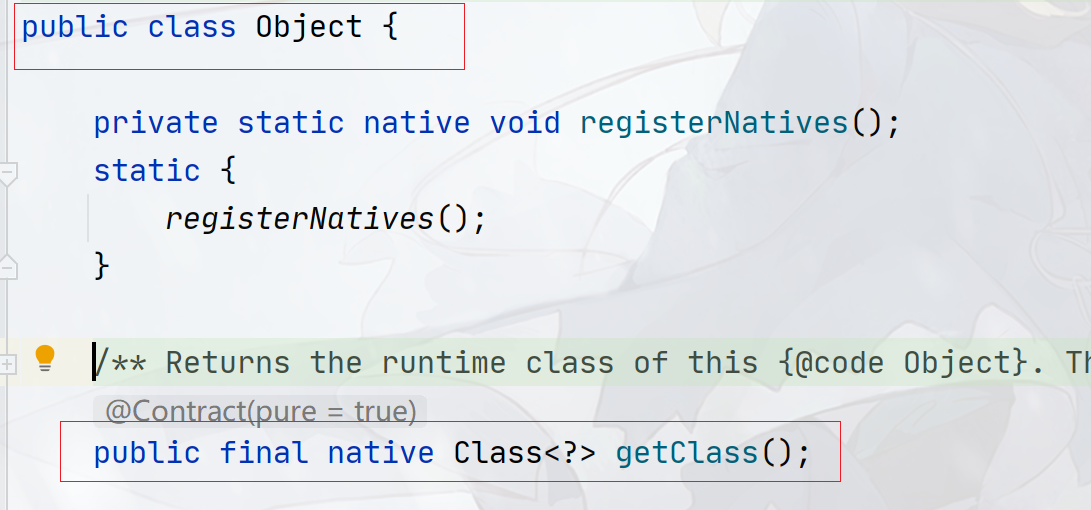 public class Object {
private static native void registerNatives();
static {
registerNatives();
}
/** Returns the runtime class of this {@code Object}. Th
@Contract(pure = true)
public final native Class<?> getClass();